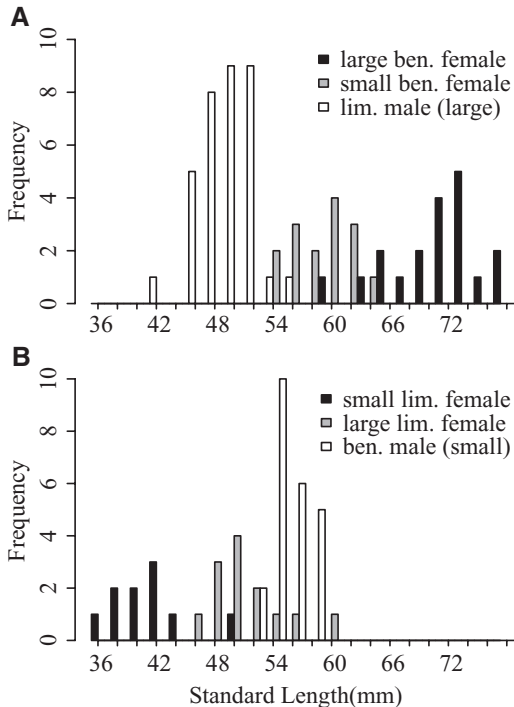 A
10
8
6
4
2
0
Frequency
large ben. female
small ben. female
lim. male (large)
36 42 48 54 60 66 72
B
10
8
6
4
2
0
Frequency
small lim. female
large lim. female
ben. male (small)
36 42 48 54 60 66 72
Standard Length(mm)